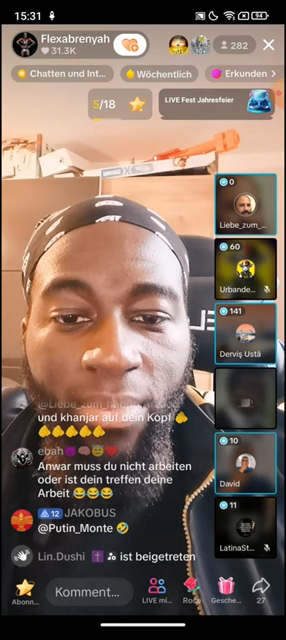 15:31
94
Flexabrenyah
31.3K
282
Chatten und Int...
Wöchentlich
Erkunden
5/18
LIVE Fest Jahresfeier
0
Liebe_zum_...
60
Urbande...
141
Derviş Ustâ
10
David
11
LatinaSt...
und khanjar auf dein Kopf
ebah
Anwar muss du nicht arbeiten
oder ist dein treffen deine
Arbeit
12 JAKOBUS
@Putin_Monte
Lin.Dushi ist beigetreten
Abonn...
Komment...
LIVE mi...
Rose
Gesche...
27